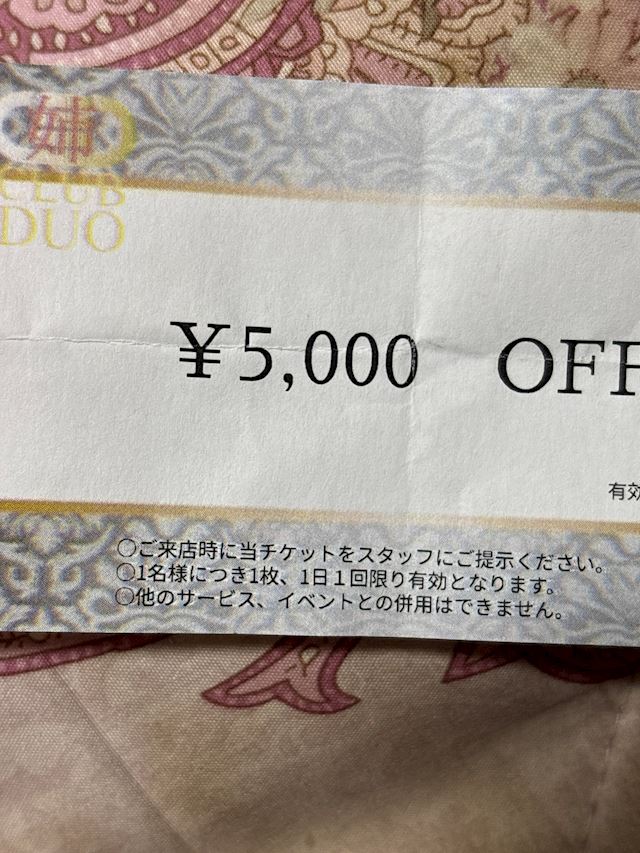 姉
CLUB
DUO
¥5,000 OFF
有効
○ご来店時に当チケットをスタッフにご提示ください。
○1名様につき1枚、1日1回限り有効となります。
○他のサービス、イベントとの併用はできません。